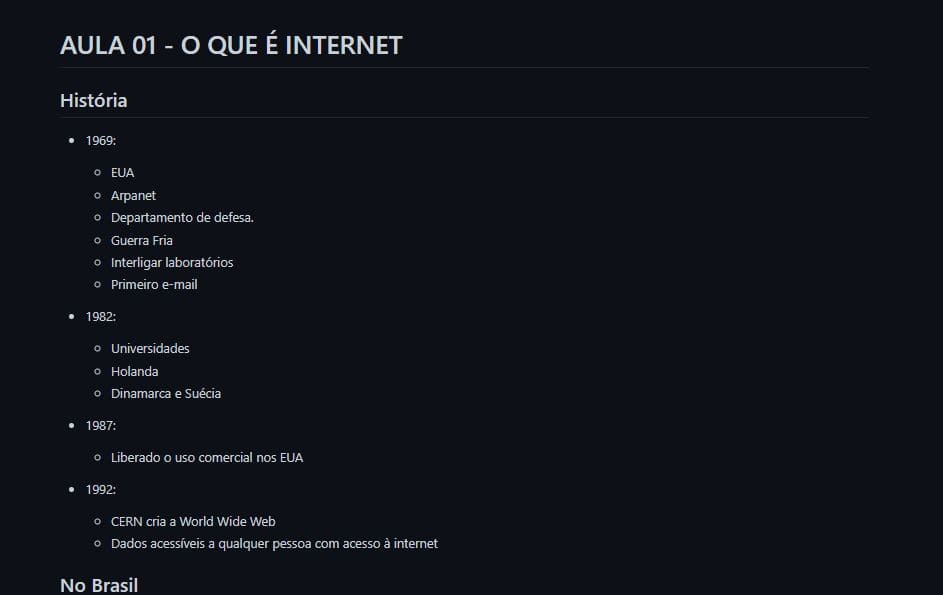 AULA 01 - O QUE É INTERNET
História
1969:
EUA
Arpanet
Departamento de defesa.
Guerra Fria
Interligar laboratórios
Primeiro e-mail
1982:
Universidades
Holanda
Dinamarca e Suécia
1987:
Liberado o uso comercial nos EUA
1992:
CERN cria a World Wide Web
Dados acessíveis a qualquer pessoa com acesso à internet
No Brasil